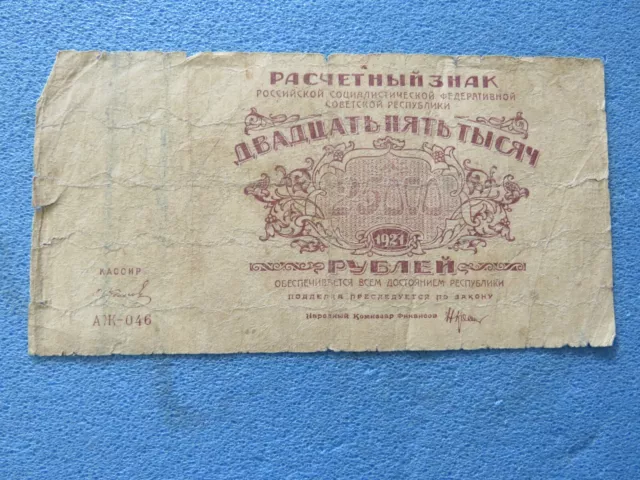 РАСЧЕТНЫЙ ЗНАК
РОССИЙСКОЙ СОЦИАЛИСТИЧЕСКОЙ ФЕДЕРАТИВНОЙ
СОВЕТСКОЙ РЕСПУБЛИКИ
ДВАДЦАТЬ ПЯТЬ ТЫСЯЧ
25000
1921
РУБЛЕЙ
ОБЕСПЕЧИВАЕТСЯ ВСЕМ ДОСТОЯНИЕМ РЕСПУБЛИКИ
ПОДДЕЛКА ПРЕСЛЕДУЕТСЯ ПО ЗАКОНУ
Народный Комиссар Финансов
КАССИР
АЖ-046